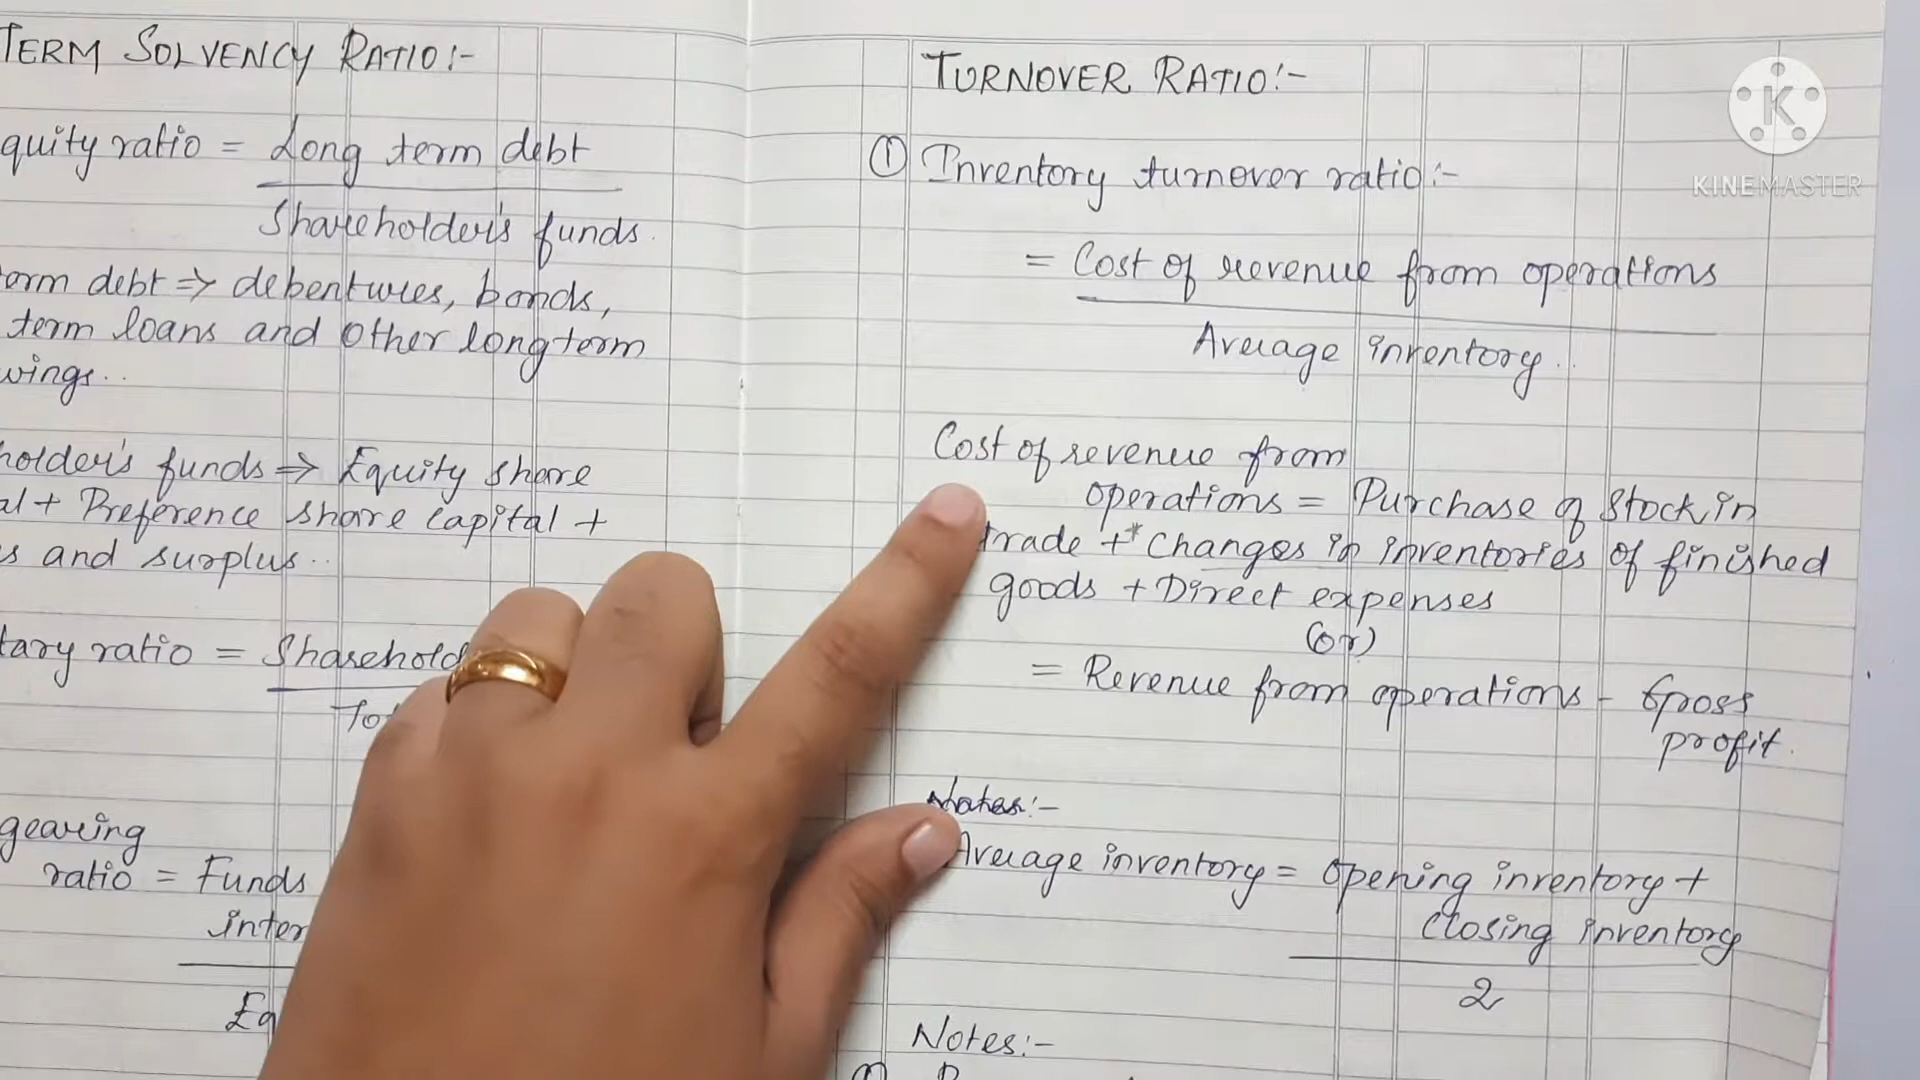 TERM SOLVENCY RATIO:-
quity ratio = Long term debt
Shareholder's funds.
erm debt => debentures, bonds,
term loans and other longterm
wings..
holder's funds => Equity share
al + Preference share capital +
s and surplus..
tary ratio = Sharehold
Tot
gearing
ratio = Funds
inter
Eq
TURNOVER RATIO:-
① Inventory turnover ratio:-
= Cost of revenue from operations
Average inventory..
Cost of revenue from
operations = Purchase of stock in
trade +* Changes in inventories of finished
goods + Direct expenses
(or)
= Revenue from operations - Gross
profit.
Notes:-
Average inventory = Opening inventory +
Closing inventory
2
Notes:-
K
KINEMASTER